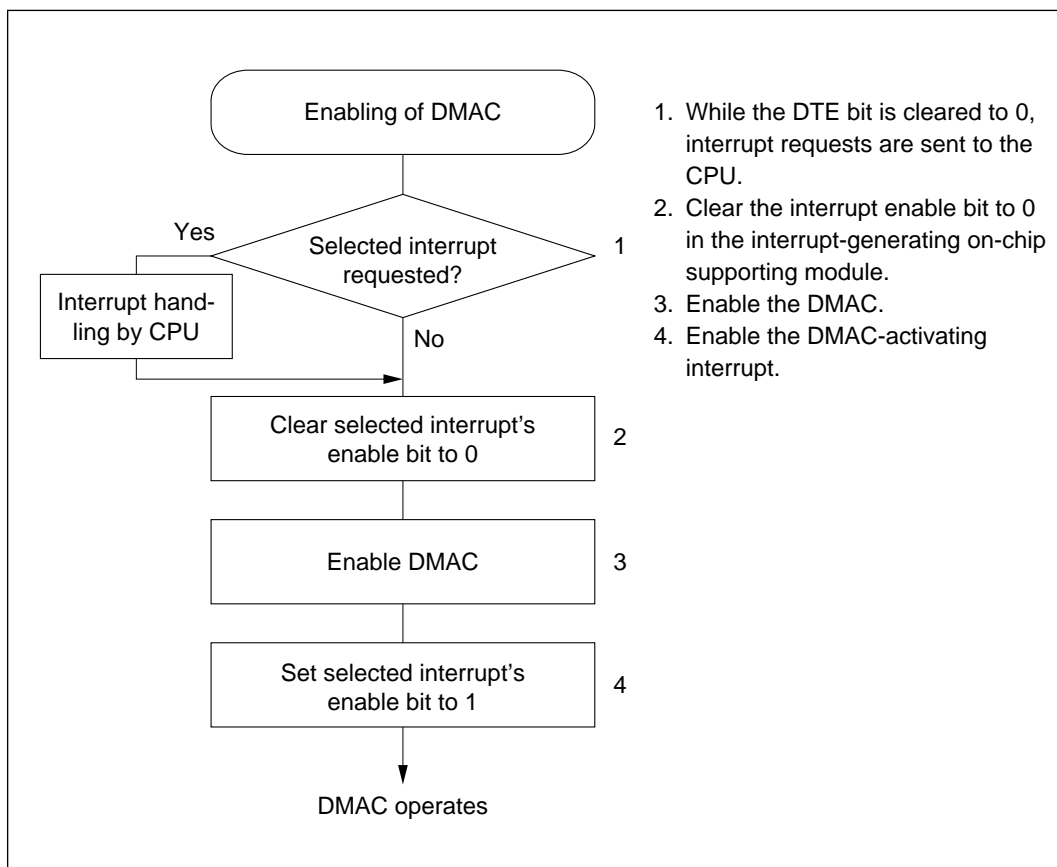 Enabling of DMAC
Yes
Selected interrupt
requested?
1
Interrupt hand-
ling by CPU
No
Clear selected interrupt’s
enable bit to 0
2
Enable DMAC
3
Set selected interrupt’s
enable bit to 1
4
DMAC operates
1. While the DTE bit is cleared to 0,
interrupt requests are sent to the
CPU.
2. Clear the interrupt enable bit to 0
in the interrupt-generating on-chip
supporting module.
3. Enable the DMAC.
4. Enable the DMAC-activating
interrupt.